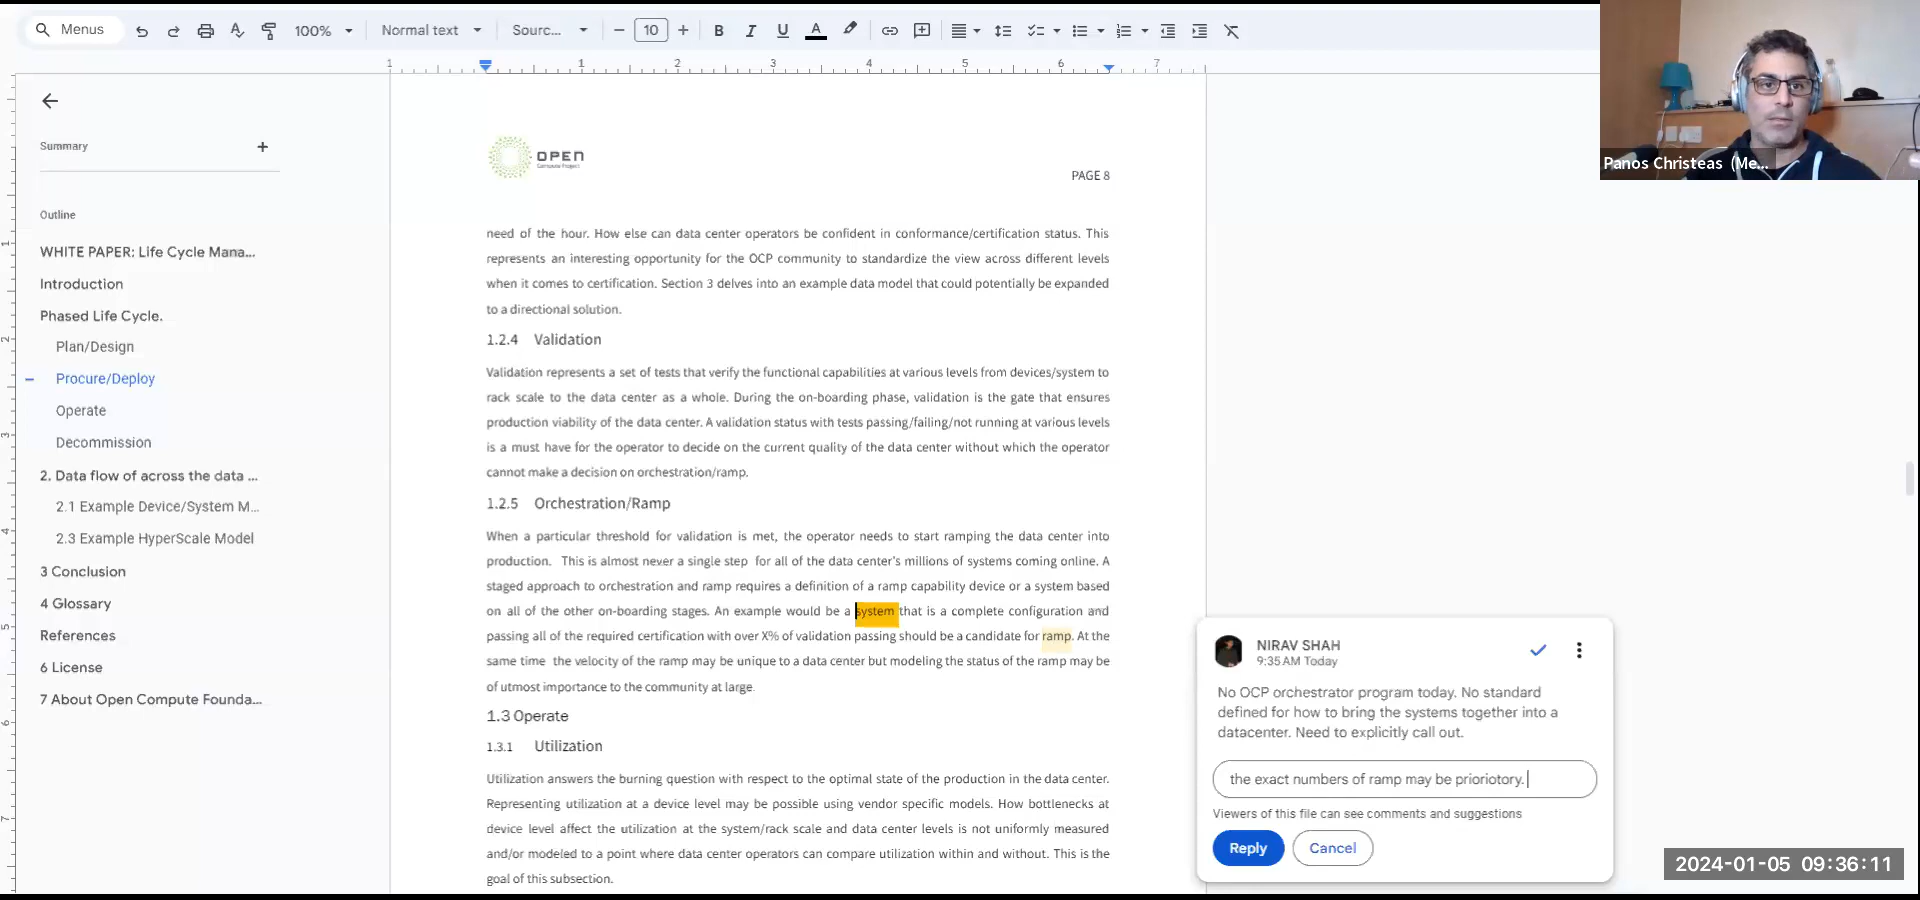 Menus
100%
Normal text
Sourc...
10
B I U A
1 1 2 3 4 5 6 7
Summary
Outline
WHITE PAPER: Life Cycle Mana...
Introduction
Phased Life Cycle.
Plan/Design
Procure/Deploy
Operate
Decommission
2. Data flow of across the data ...
2.1 Example Device/System M...
2.3 Example HyperScale Model
3 Conclusion
4 Glossary
References
6 License
7 About Open Compute Founda...
OPEN
Compute Project
PAGE 8
need of the hour. How else can data center operators be confident in conformance/certification status. This
represents an interesting opportunity for the OCP community to standardize the view across different levels
when it comes to certification. Section 3 delves into an example data model that could potentially be expanded
to a directional solution.
1.2.4 Validation
Validation represents a set of tests that verify the functional capabilities at various levels from devices/system to
rack scale to the data center as a whole. During the on-boarding phase, validation is the gate that ensures
production viability of the data center. A validation status with tests passing/failing/not running at various levels
is a must have for the operator to decide on the current quality of the data center without which the operator
cannot make a decision on orchestration/ramp.
1.2.5 Orchestration/Ramp
When a particular threshold for validation is met, the operator needs to start ramping the data center into
production. This is almost never a single step for all of the data center's millions of systems coming online. A
staged approach to orchestration and ramp requires a definition of a ramp capability device or a system based
on all of the other on-boarding stages. An example would be a system that is a complete configuration and
passing all of the required certification with over X% of validation passing should be a candidate for ramp. At the
same time the velocity of the ramp may be unique to a data center but modeling the status of the ramp may be
of utmost importance to the community at large.
1.3 Operate
1.3.1 Utilization
Utilization answers the burning question with respect to the optimal state of the production in the data center.
Representing utilization at a device level may be possible using vendor specific models. How bottlenecks at
device level affect the utilization at the system/rack scale and data center levels is not uniformly measured
and/or modeled to a point where data center operators can compare utilization within and without. This is the
goal of this subsection.
NIRAV SHAH
9:35 AM Today
No OCP orchestrator program today. No standard
defined for how to bring the systems together into a
datacenter. Need to explicitly call out.
the exact numbers of ramp may be prioriotory.
Viewers of this file can see comments and suggestions
Reply
Cancel
Panos Christeas (Me...
2024-01-05 09:36:11